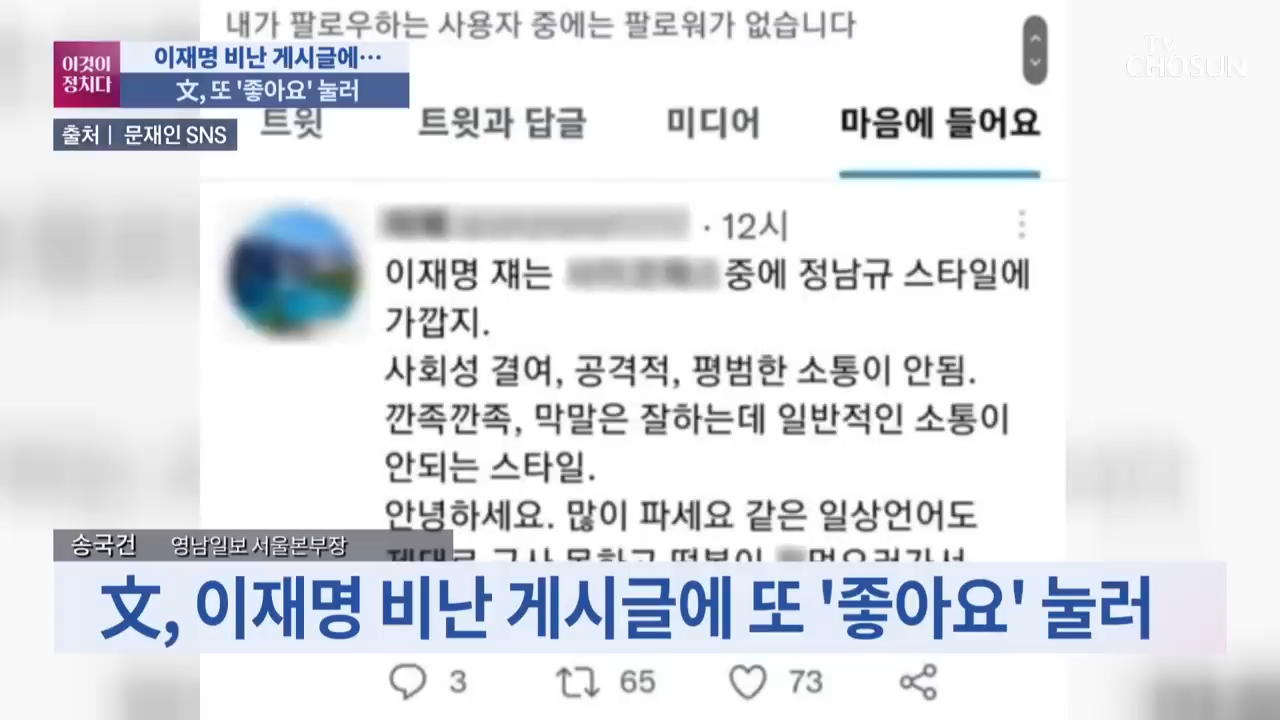 내가 팔로우하는 사용자 중에는 팔로워가 없습니다
이것이
정치다
이재명 비난 게시글에…
文, 또 '좋아요' 눌러
TV
CHOSUN
출처ㅣ 문재인 SNS
트윗
트윗과 답글
미디어
마음에 들어요
· 12시
이재명 쟤는
중에 정남규 스타일에
가깝지.
사회성 결여, 공격적, 평범한 소통이 안됨.
깐족깐족, 막말은 잘하는데 일반적인 소통이
안되는 스타일.
안녕하세요. 많이 파세요 같은 일상언어도
송국건 영남일보 서울본부장
文, 이재명 비난 게시글에 또 '좋아요' 눌러
3
65
73